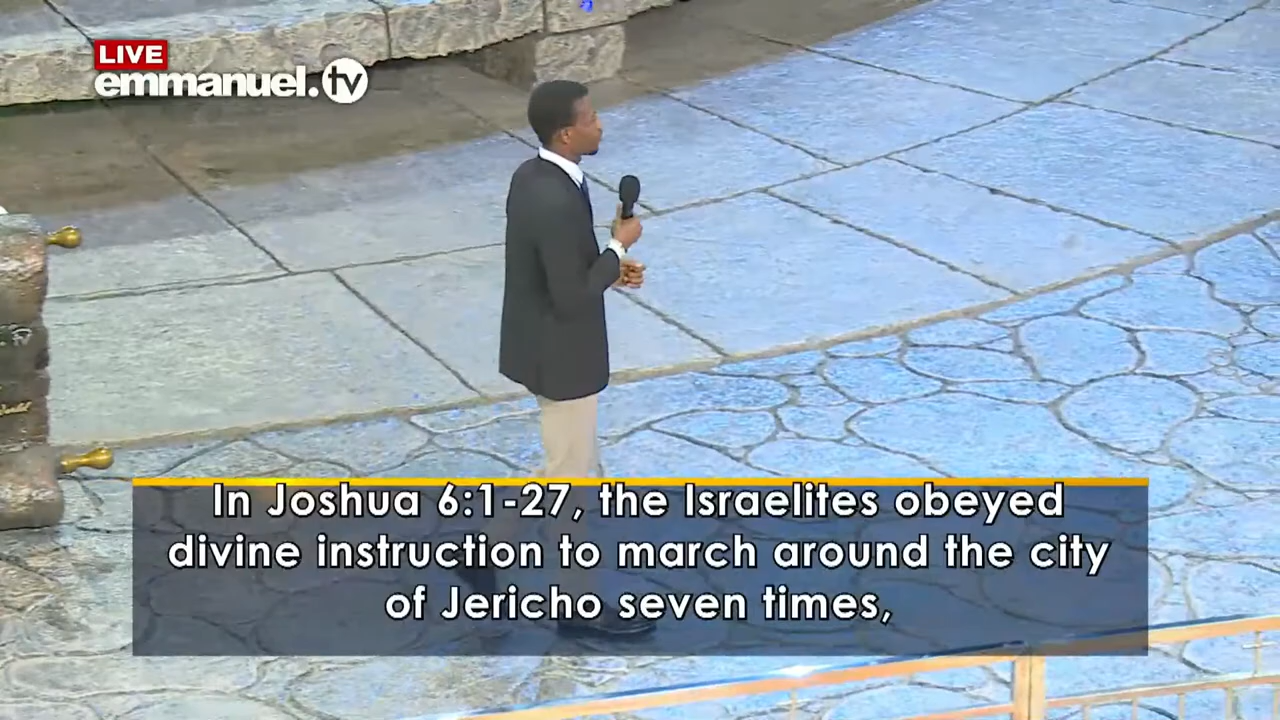 LIVE
emmanuel.tv
In Joshua 6:1-27, the Israelites obeyed
divine instruction to march around the city
of Jericho seven times,